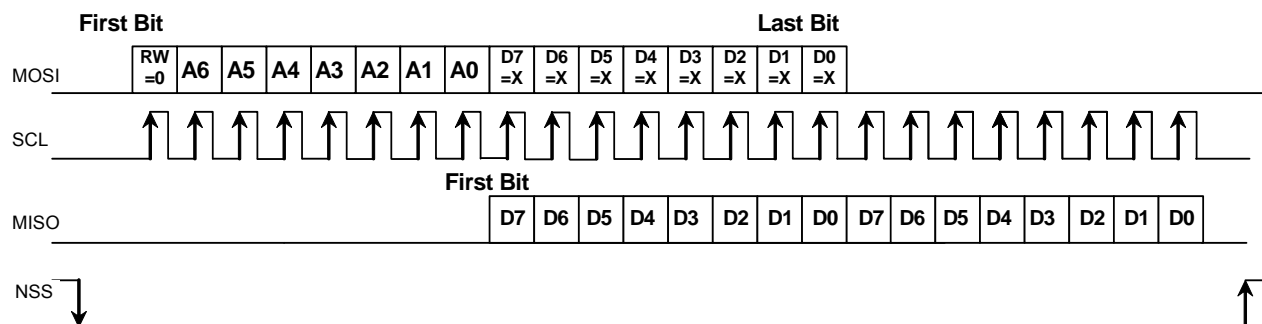 First Bit Last Bit
MOSI RW =0 A6 A5 A4 A3 A2 A1 A0 D7 =X D6 =X D5 =X D4 =X D3 =X D2 =X D1 =X D0 =X
SCL
First Bit
MISO D7 D6 D5 D4 D3 D2 D1 D0 D7 D6 D5 D4 D3 D2 D1 D0
NSS